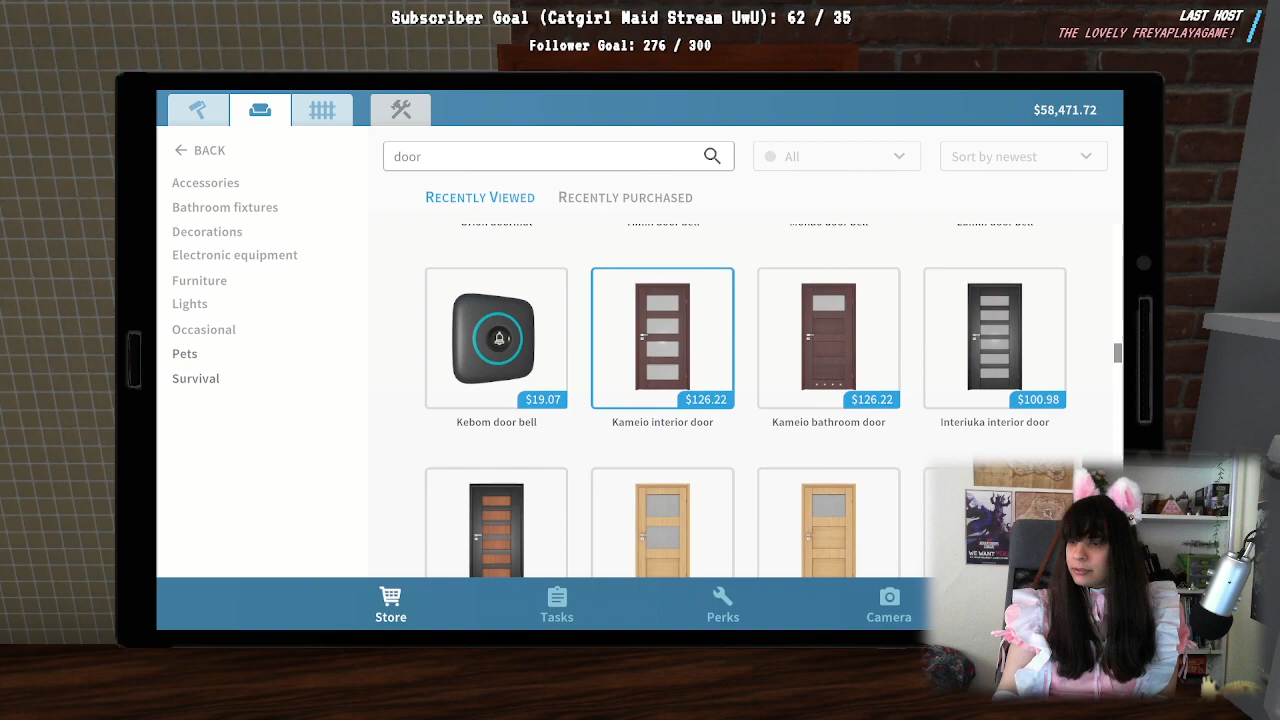 Subscriber Goal (Catgirl Maid Stream UwU): 62 / 35
Follower Goal: 276 / 300
LAST HOST
THE LOVELY FREYAPLAYAGAME!
$58,471.72
BACK
door
All
Sort by newest
Accessories
Bathroom fixtures
Decorations
Electronic equipment
Furniture
Lights
Occasional
Pets
Survival
RECENTLY VIEWED
RECENTLY PURCHASED
$19.07
$126.22
$126.22
$100.98
Kebom door bell
Kameio interior door
Kameio bathroom door
Interiuka interior door
WE WANT YOU
Store
Tasks
Perks
Camera